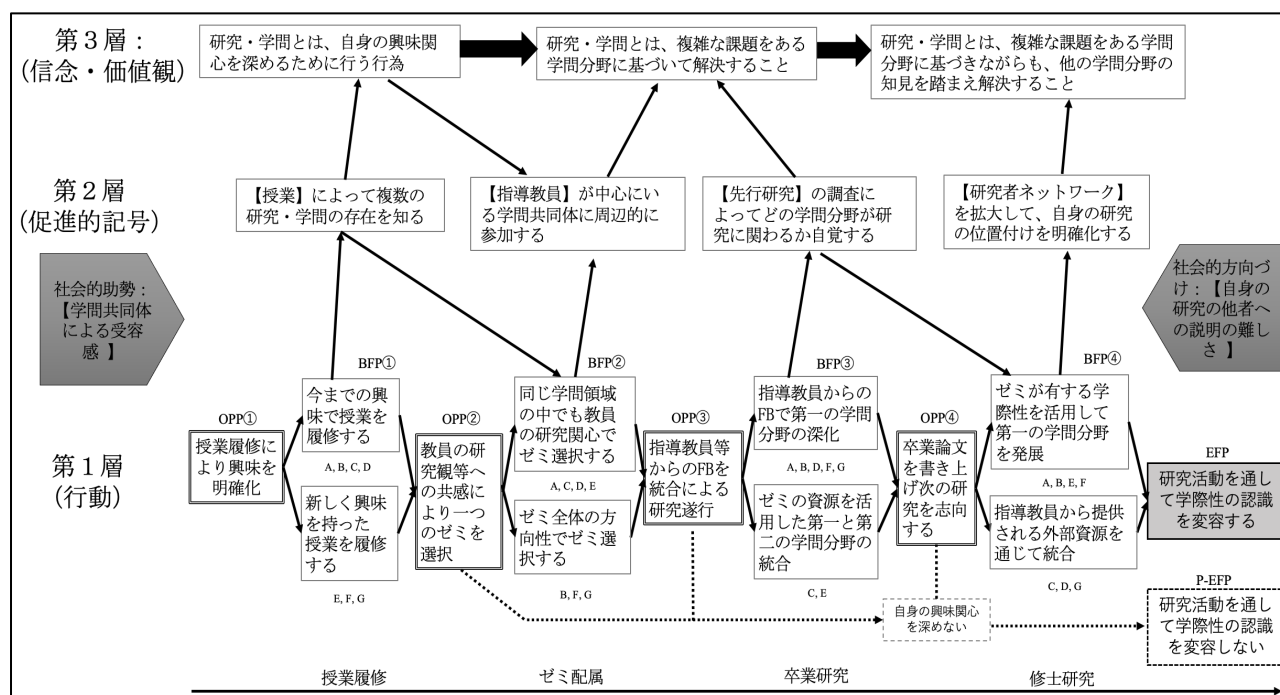 第３層：
(信念・価値観)
研究・学問とは、自身の興味関
心を深めるために行う行為
研究・学問とは、複雑な課題をある
学問分野に基づいて解決すること
研究・学問とは、複雑な課題をある学問
分野に基づきながらも、他の学問分野の
知見を踏まえ解決すること
第２層
(促進的記号)
【授業】によって複数の
研究・学問の存在を知る
【指導教員】が中心にい
る学問共同体に周辺的に
参加する
【先行研究】の調査に
よってどの学問分野が研
究に関わるか自覚する
【研究者ネットワーク】
を拡大して、自身の研究
の位置付けを明確化する
社会的助勢：
【学問共同体
による受容
感 】
社会的方向づ
け：【自身の
研究の他者へ
の説明の難し
さ 】
第１層
(行動)
OPP①
授業履修に
より興味を
明確化
BFP①
今までの興
味で授業を
履修する
A, B, C, D
新しく興味
を持った
授業を履修
する
E, F, G
OPP②
教員の研
究観等へ
の共感に
より一つ
のゼミを
選択
BFP②
同じ学問領域
の中でも教員
の研究関心で
ゼミ選択する
A, C, D, E
ゼミ全体の方
向性でゼミ選
択する
B, F, G
OPP③
指導教員等
からのFBを
統合による
研究遂行
BFP③
指導教員からの
FBで第一の学問
分野の深化
A, B, D, F, G
ゼミの資源を活
用した第一と第
二の学問分野の
統合
C, E
OPP④
卒業論文
を書き上
げ次の研
究を志向
する
BFP④
ゼミが有する学
際性を活用して
第一の学問分野
を発展
A, B, E, F
指導教員から提供
される外部資源を
通じて統合
C, D, G
EFP
研究活動を通し
て学際性の認識
を変容する
P-EFP
研究活動を通し
て学際性の認識
を変容しない
自身の興味関心
を深めない
授業履修
ゼミ配属
卒業研究
修士研究